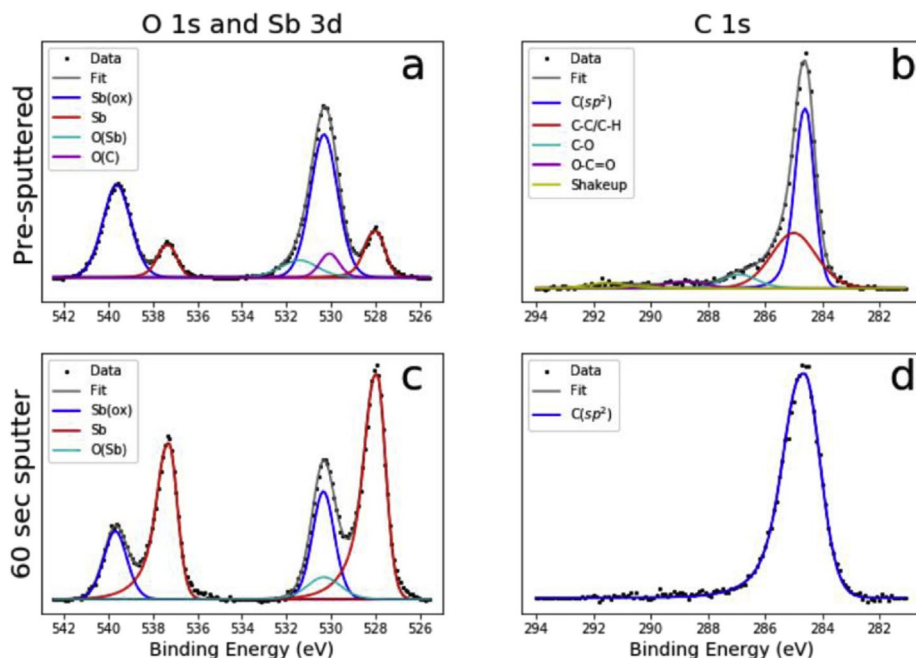 O 1s and Sb 3d
C 1s
Pre-sputtered
a
Data
Fit
Sb(ox)
Sb
O(Sb)
O(C)
542 540 538 536 534 532 530 528 526
b
Data
Fit
C(sp²)
C-C/C-H
C-O
O-C=O
Shakeup
294 292 290 288 286 284 282
60 sec sputter
c
Data
Fit
Sb(ox)
Sb
O(Sb)
542 540 538 536 534 532 530 528 526
Binding Energy (eV)
d
Data
Fit
C(sp²)
294 292 290 288 286 284 282
Binding Energy (eV)